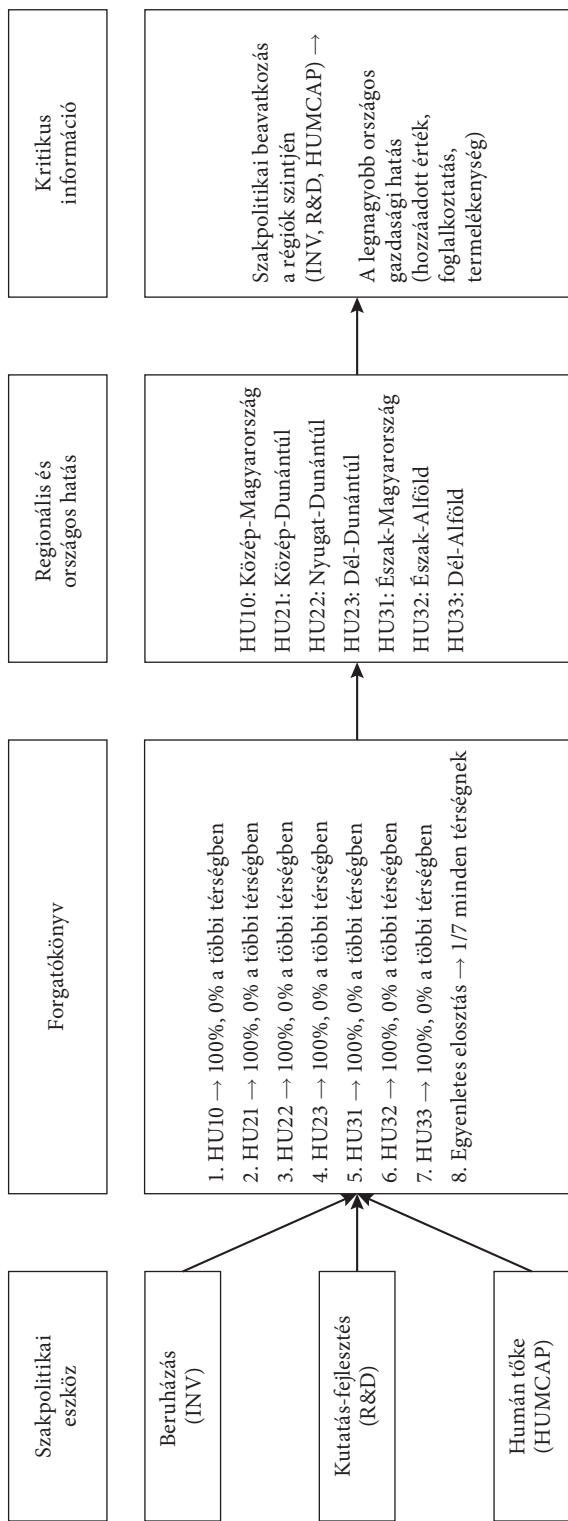 Szakpolitikai
eszköz
Forgatókönyv
Regionális és
országos hatás
Kritikus
információ
Beruházás
(INV)
Kutatás-fejlesztés
(R&D)
Humán tőke
(HUMCAP)
1. HU10 → 100%, 0% a többi térségben
2. HU21 → 100%, 0% a többi térségben
3. HU22 → 100%, 0% a többi térségben
4. HU23 → 100%, 0% a többi térségben
5. HU31 → 100%, 0% a többi térségben
6. HU32 → 100%, 0% a többi térségben
7. HU33 → 100%, 0% a többi térségben
8. Egyenletes elosztás → 1/7 minden térségnek
HU10: Közép-Magyarország
HU21: Közép-Dunántúl
HU22: Nyugat-Dunántúl
HU23: Dél-Dunántúl
HU31: Észak-Magyarország
HU32: Észak-Alföld
HU33: Dél-Alföld
Szakpolitikai beavatkozás
a régiók szintjén
(INV, R&D, HUMCAP) →
A legnagyobb országos
gazdasági hatás
(hozzáadott érték,
foglalkoztatás,
termelékenység)